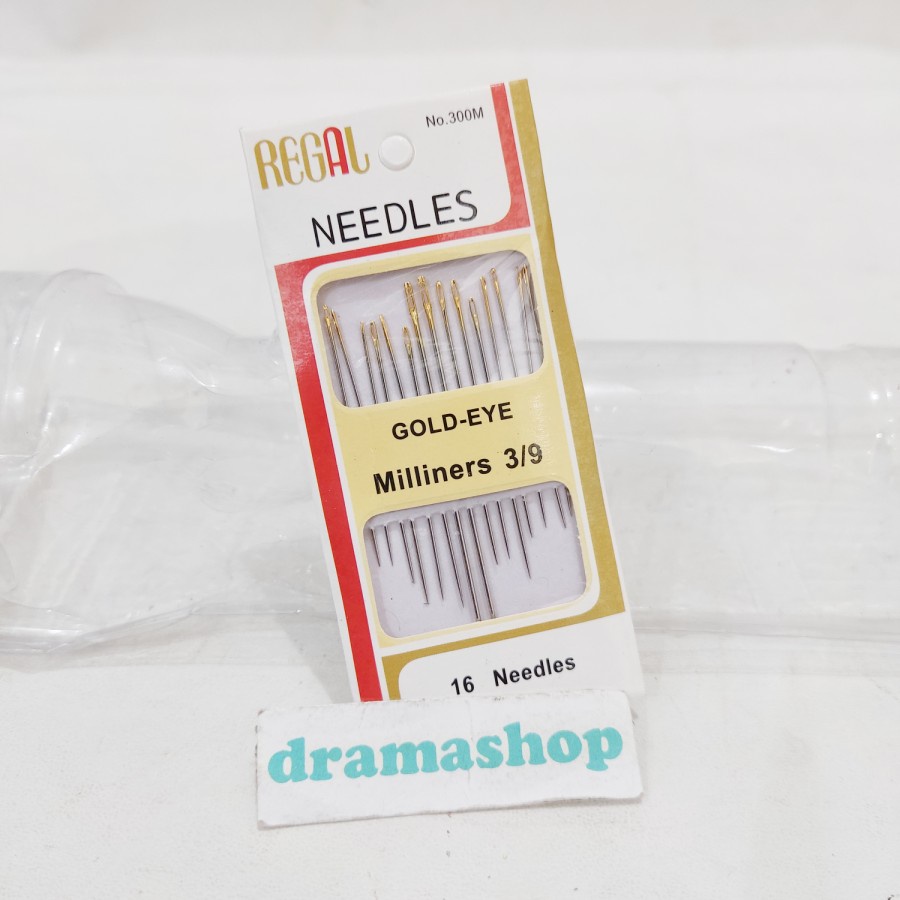 REGAL
No.300M
NEEDLES
GOLD-EYE
Milliners 3/9
16 Needles
dramashop